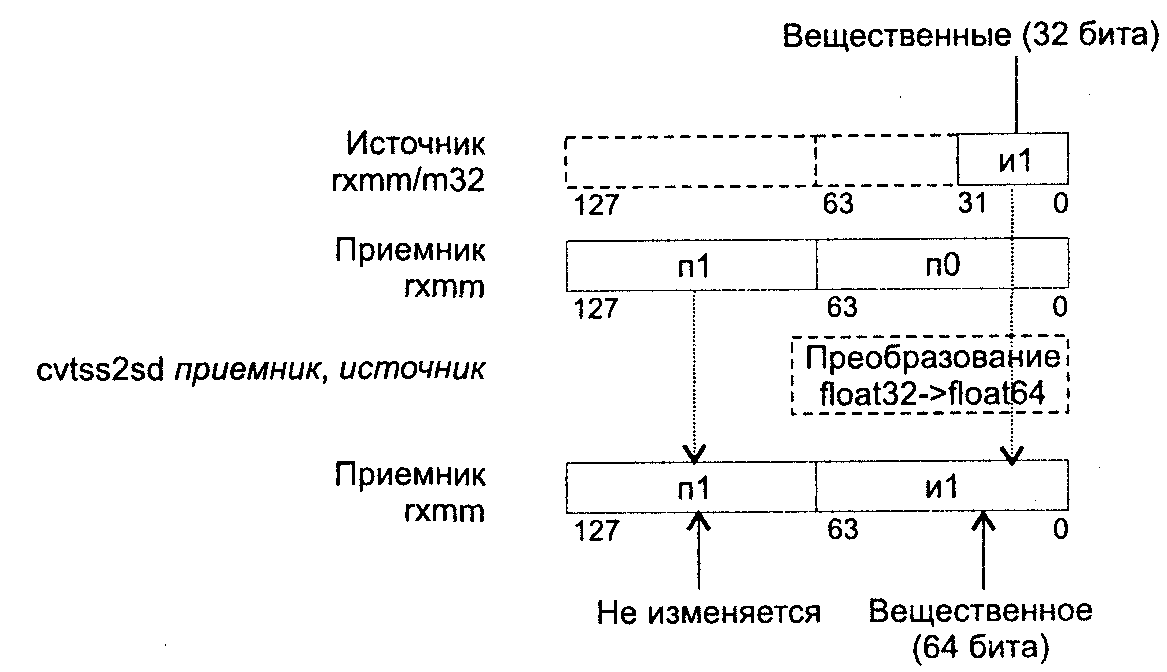 Вещественные (32 бита)
Источник
rxmm/m32
и1
127 63 31 0
Приемник
rxmm
п1 п0
127 63 0
cvtss2sd приемник, источник
Преобразование
float32->float64
Приемник
rxmm
п1 и1
127 63 0
Не изменяется
Вещественное
(64 бита)